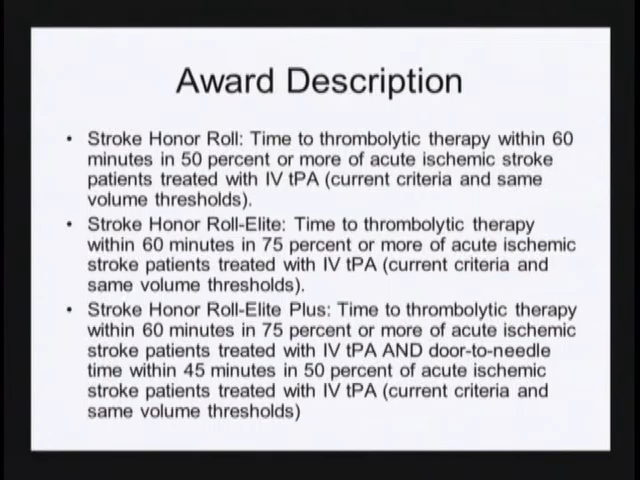 Award Description
• Stroke Honor Roll: Time to thrombolytic therapy within 60
minutes in 50 percent or more of acute ischemic stroke
patients treated with IV tPA (current criteria and same
volume thresholds).
• Stroke Honor Roll-Elite: Time to thrombolytic therapy
within 60 minutes in 75 percent or more of acute ischemic
stroke patients treated with IV tPA (current criteria and
same volume thresholds).
• Stroke Honor Roll-Elite Plus: Time to thrombolytic therapy
within 60 minutes in 75 percent or more of acute ischemic
stroke patients treated with IV tPA AND door-to-needle
time within 45 minutes in 50 percent of acute ischemic
stroke patients treated with IV tPA (current criteria and
same volume thresholds)